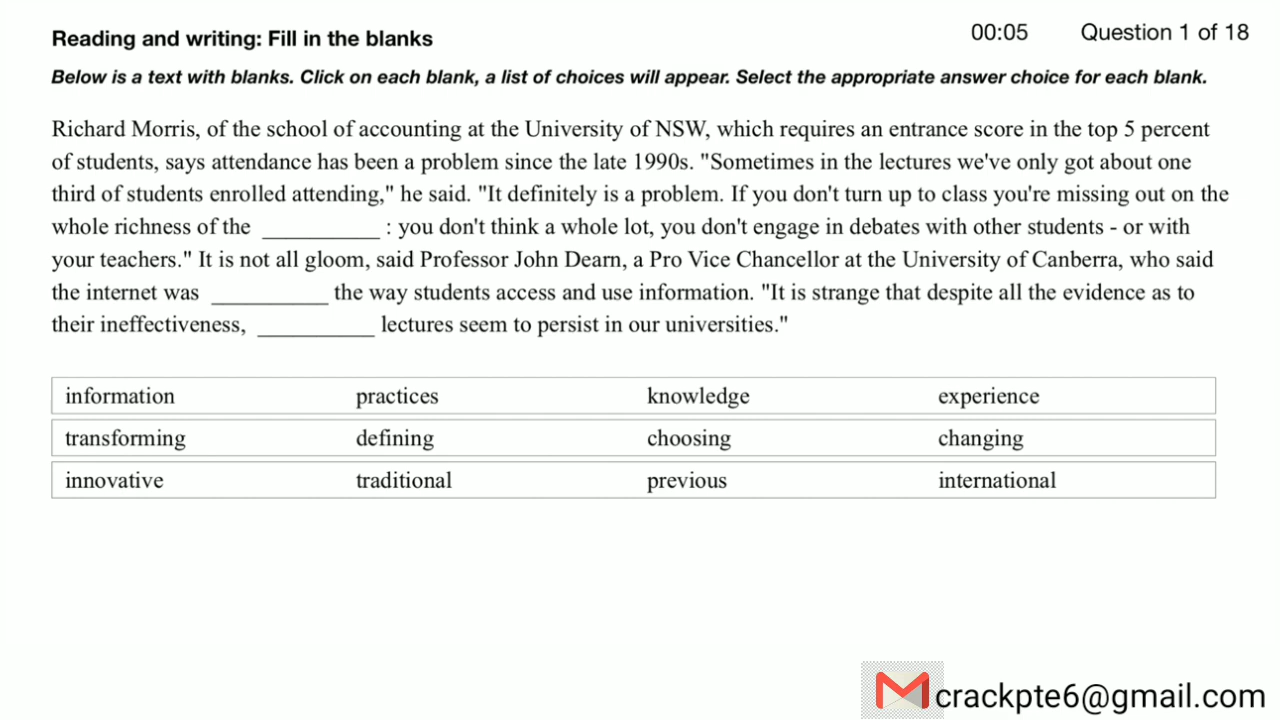 Reading and writing: Fill in the blanks
00:05 Question 1 of 18
Below is a text with blanks. Click on each blank, a list of choices will appear. Select the appropriate answer choice for each blank.
Richard Morris, of the school of accounting at the University of NSW, which requires an entrance score in the top 5 percent
of students, says attendance has been a problem since the late 1990s. "Sometimes in the lectures we've only got about one
third of students enrolled attending," he said. "It definitely is a problem. If you don't turn up to class you're missing out on the
whole richness of the __________ : you don't think a whole lot, you don't engage in debates with other students - or with
your teachers." It is not all gloom, said Professor John Dearn, a Pro Vice Chancellor at the University of Canberra, who said
the internet was __________ the way students access and use information. "It is strange that despite all the evidence as to
their ineffectiveness, __________ lectures seem to persist in our universities."
information practices knowledge experience
transforming defining choosing changing
innovative traditional previous international
crackpte6@gmail.com